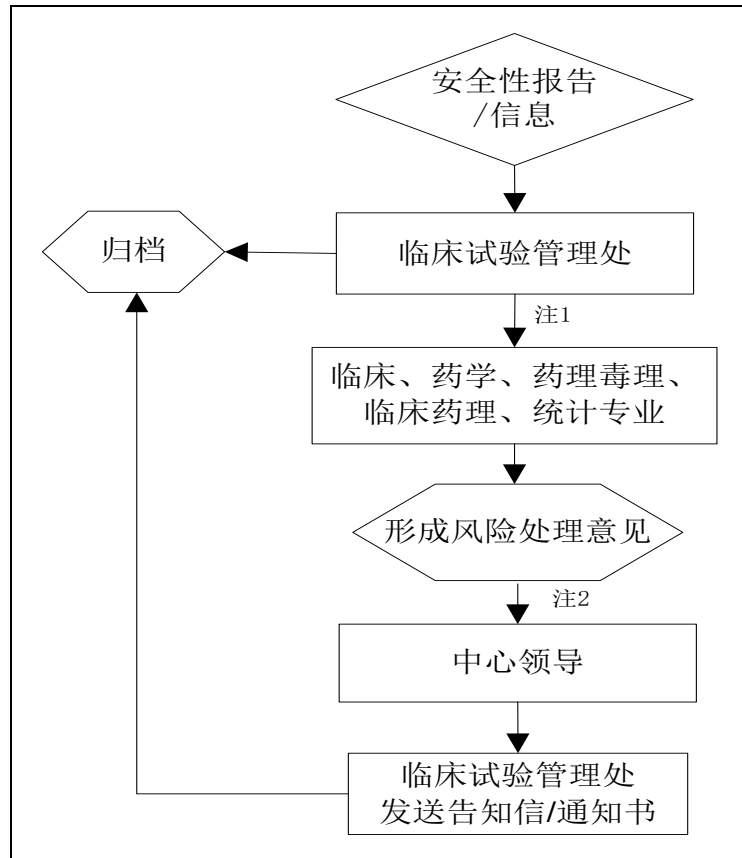 安全性报告
/信息
归档
临床试验管理处
注1
临床、药学、药理毒理、
临床药理、统计专业
形成风险处理意见
注2
中心领导
临床试验管理处
发送告知信/通知书